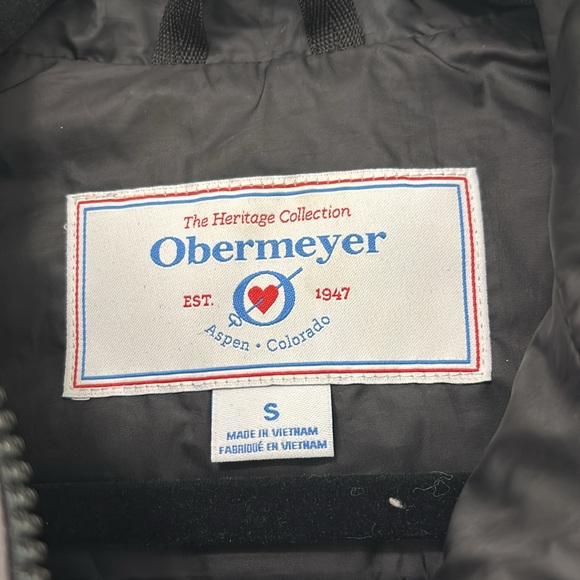 The Heritage Collection
Obermeyer
EST. 1947
Aspen • Colorado
S
MADE IN VIETNAM
FABRIQUÉ EN VIETNAM